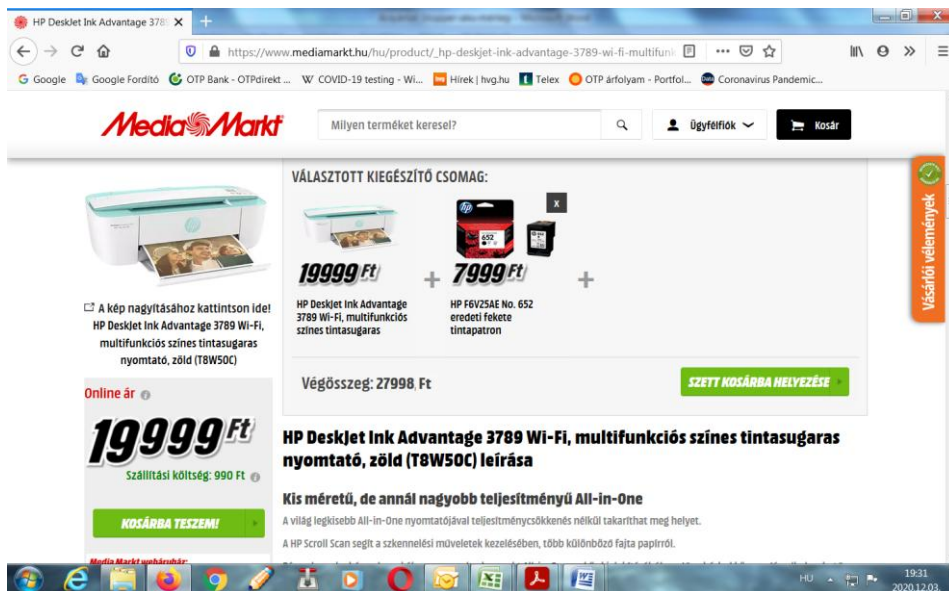 HP DeskJet Ink Advantage 378
https://www.mediamarkt.hu/hu/product/_hp-deskjet-ink-advantage-3789-wi-fi-multifunk
Google
Google Fordító
OTP Bank - OTPdirekt ...
COVID-19 testing - Wi...
Hírek | hvg.hu
Telex
OTP árfolyam - Portfol...
Coronavirus Pandemic...
Media Markt
Milyen terméket keresel?
Ügyfélfiók
Kosár
A kép nagyításához kattintson ide!
HP DeskJet Ink Advantage 3789 Wi-Fi,
multifunkciós színes tintasugaras
nyomtató, zöld (T8W50C)
Online ár
19999 Ft
Szállítási költség: 990 Ft
KOSÁRBA TESZEM!
Media Markt webáruház:
VÁLASZTOTT KIEGÉSZÍTŐ CSOMAG:
x
hp
652
19999 Ft
+
7999 Ft
+
HP DeskJet Ink Advantage
3789 Wi-Fi, multifunkciós
színes tintasugaras
HP F6V25AE No. 652
eredeti fekete
tintapatron
Végösszeg: 27998 Ft
SZETT KOSÁRBA HELYEZÉSE
HP DeskJet Ink Advantage 3789 Wi-Fi, multifunkciós színes tintasugaras
nyomtató, zöld (T8W50C) leírása
Kis méretű, de annál nagyobb teljesítményű All-in-One
A világ legkisebb All-in-One nyomtatójával teljesítménycsökkenés nélkül takaríthat meg helyet.
A HP Scroll Scan segít a szkennelési műveletek kezelésében, több különböző fajta papírról.
Vásárlói vélemények
HU
19:31
2020.12.03.